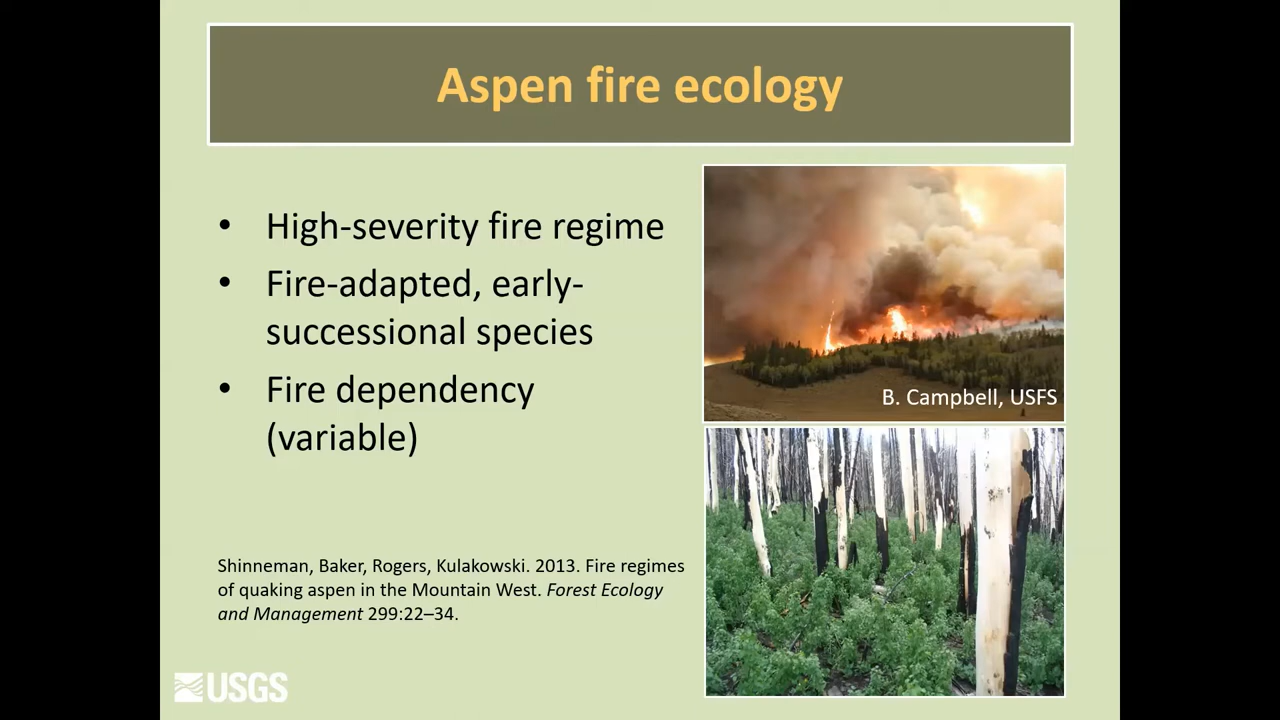 Aspen fire ecology
• High-severity fire regime
• Fire-adapted, early-
successional species
• Fire dependency
(variable)
B. Campbell, USFS
Shinneman, Baker, Rogers, Kulakowski. 2013. Fire regimes
of quaking aspen in the Mountain West. Forest Ecology
and Management 299:22–34.
USGS